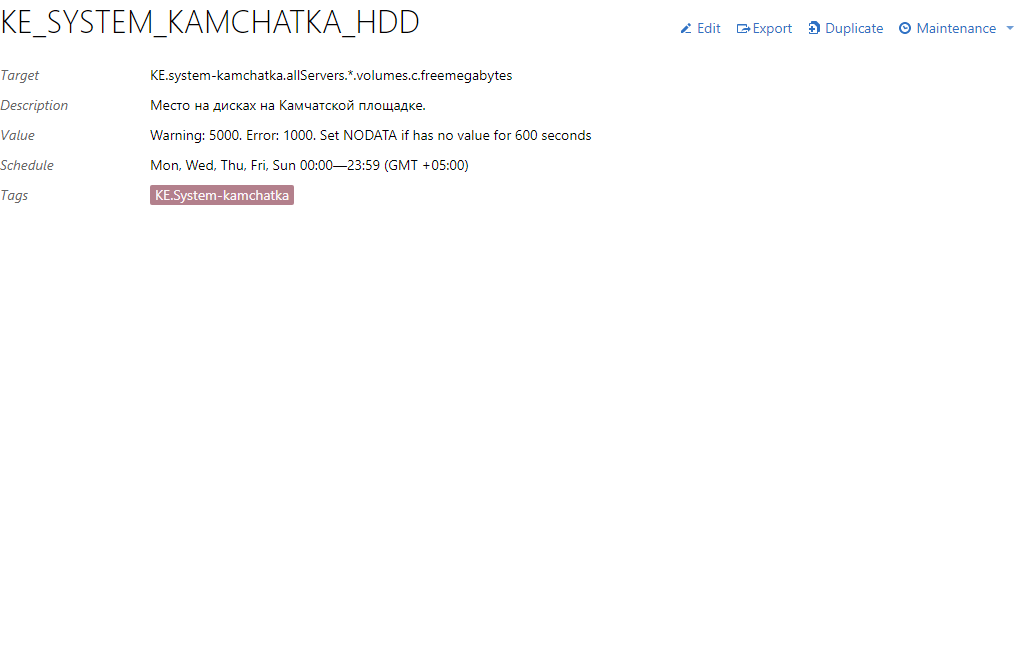 KE_SYSTEM_KAMCHATKA_HDD
Edit Export Duplicate Maintenance
Target KE.system-kamchatka.allServers.*.volumes.c.freemegabytes
Description Место на дисках на Камчатской площадке.
Value Warning: 5000. Error: 1000. Set NODATA if has no value for 600 seconds
Schedule Mon, Wed, Thu, Fri, Sun 00:00—23:59 (GMT +05:00)
Tags KE.System-kamchatka